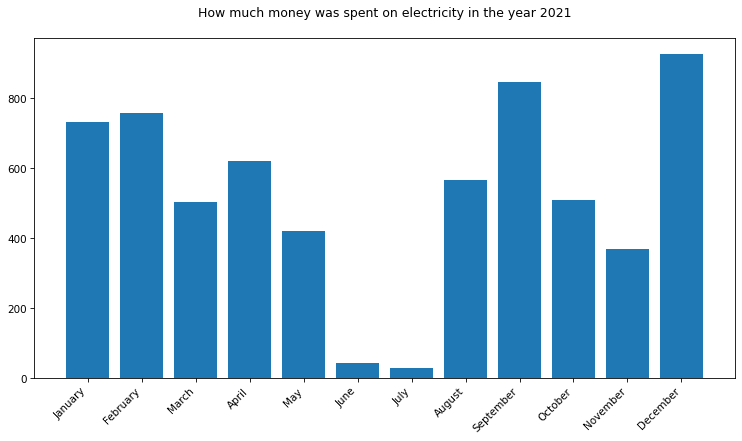 How much money was spent on electricity in the year 2021
800
600
400
200
0
January
February
March
April
May
June
July
August
September
October
November
December